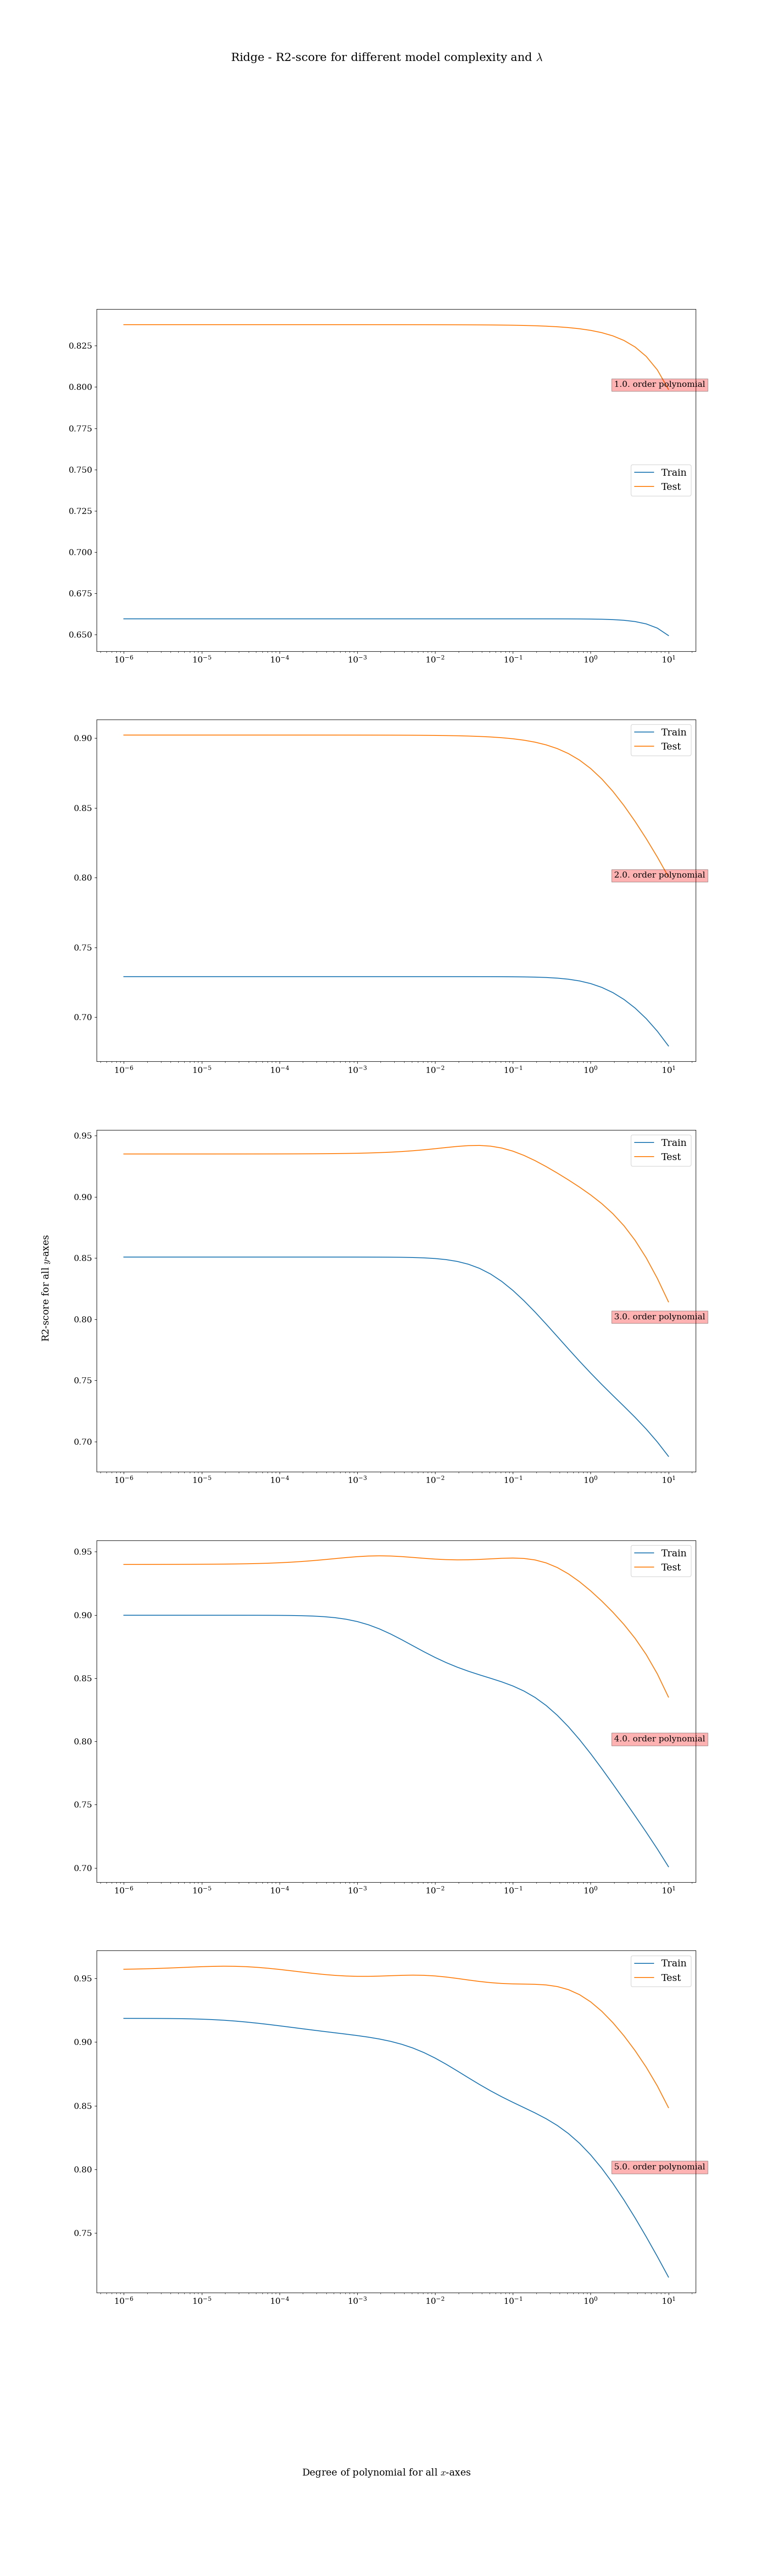 Ridge - R2-score for different model complexity and λ
0.825
0.800
0.775
0.750
0.725
0.700
0.675
0.650
1.0. order polynomial
Train
Test
10⁻⁶ 10⁻⁵ 10⁻⁴ 10⁻³ 10⁻² 10⁻¹ 10⁰ 10¹
0.90
0.85
0.80
0.75
0.70
Train
Test
2.0. order polynomial
10⁻⁶ 10⁻⁵ 10⁻⁴ 10⁻³ 10⁻² 10⁻¹ 10⁰ 10¹
R2-score for all y-axes
0.95
0.90
0.85
0.80
0.75
0.70
Train
Test
3.0. order polynomial
10⁻⁶ 10⁻⁵ 10⁻⁴ 10⁻³ 10⁻² 10⁻¹ 10⁰ 10¹
0.95
0.90
0.85
0.80
0.75
0.70
Train
Test
4.0. order polynomial
10⁻⁶ 10⁻⁵ 10⁻⁴ 10⁻³ 10⁻² 10⁻¹ 10⁰ 10¹
0.95
0.90
0.85
0.80
0.75
Train
Test
5.0. order polynomial
10⁻⁶ 10⁻⁵ 10⁻⁴ 10⁻³ 10⁻² 10⁻¹ 10⁰ 10¹
Degree of polynomial for all x-axes